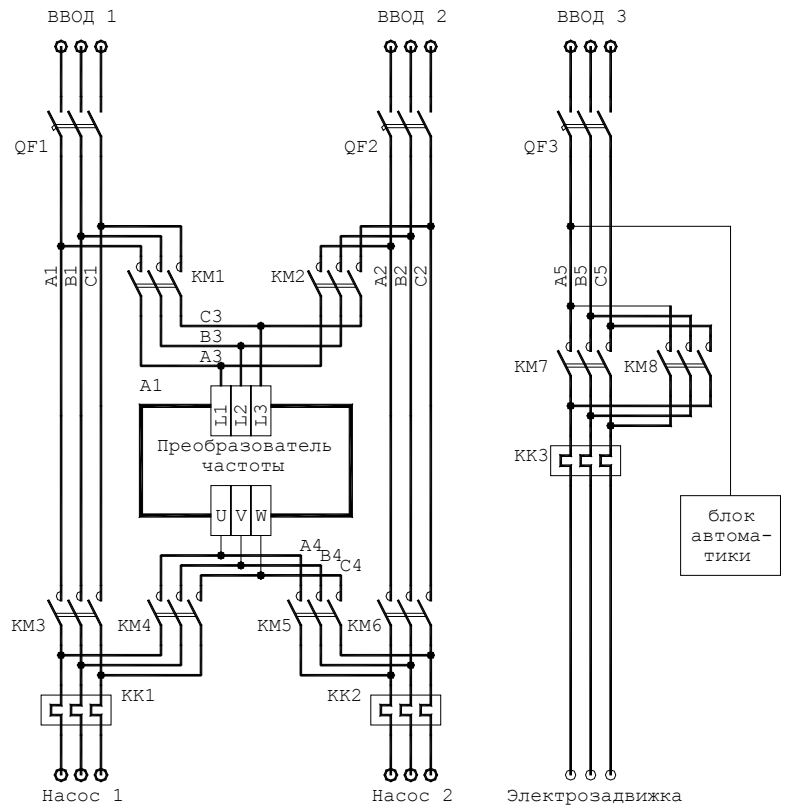 ВВОД 1
ВВОД 2
ВВОД 3
QF1
QF2
QF3
A1
B1
C1
KM1
KM2
A2
B2
C2
A5
B5
C5
C3
B3
A3
KM7
KM8
A1
L1
L2
L3
Преобразователь
частоты
KK3
U
V
W
блок
автома-
тики
A4
B4
C4
KM3
KM4
KM5
KM6
KK1
KK2
Насос 1
Насос 2
Электрозадвижка